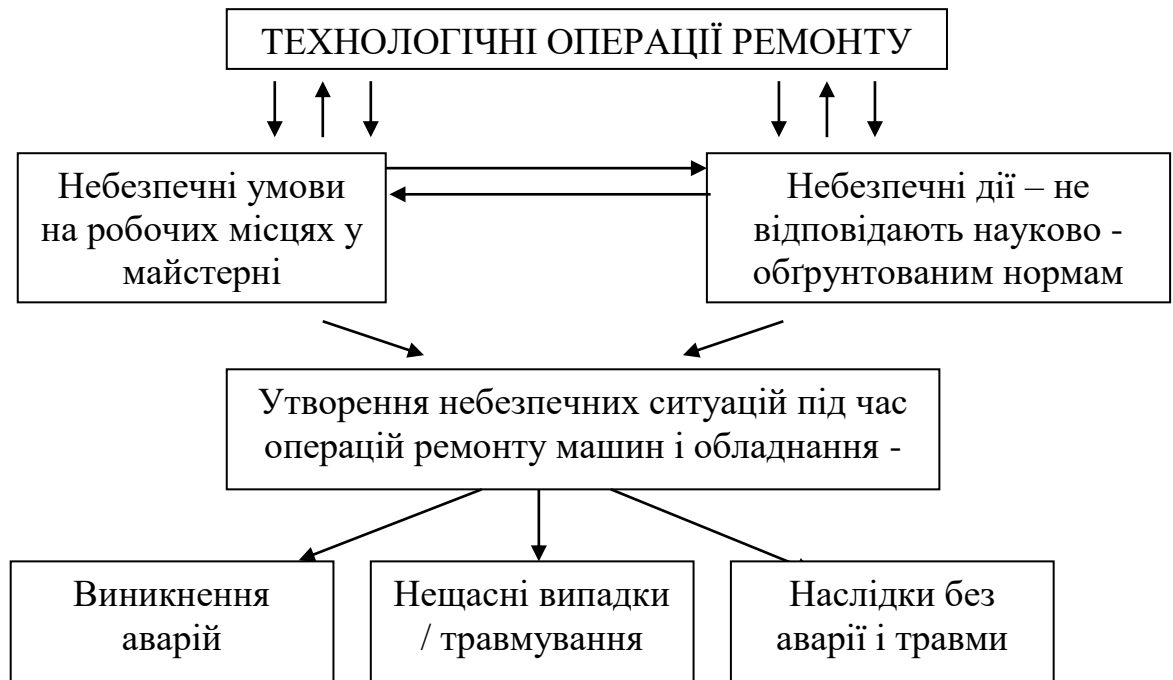 ТЕХНОЛОГІЧНІ ОПЕРАЦІЇ РЕМОНТУ
Небезпечні умови
на робочих місцях у
майстерні
Небезпечні дії – не
відповідають науково -
обґрунтованим нормам
Утворення небезпечних ситуацій під час
операцій ремонту машин і обладнання -
Виникнення
аварій
Нещасні випадки
/ травмування
Наслідки без
аварії і травми